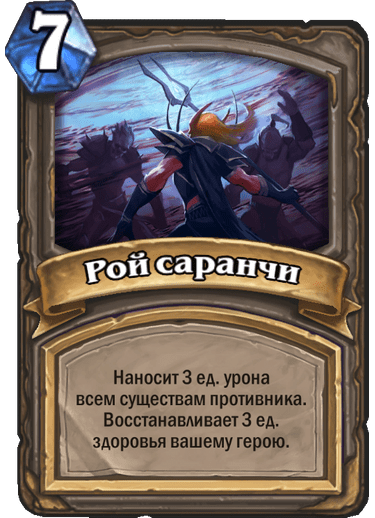 7
Рой саранчи
Наносит 3 ед. урона
всем существам противника.
Восстанавливает 3 ед.
здоровья вашему герою.